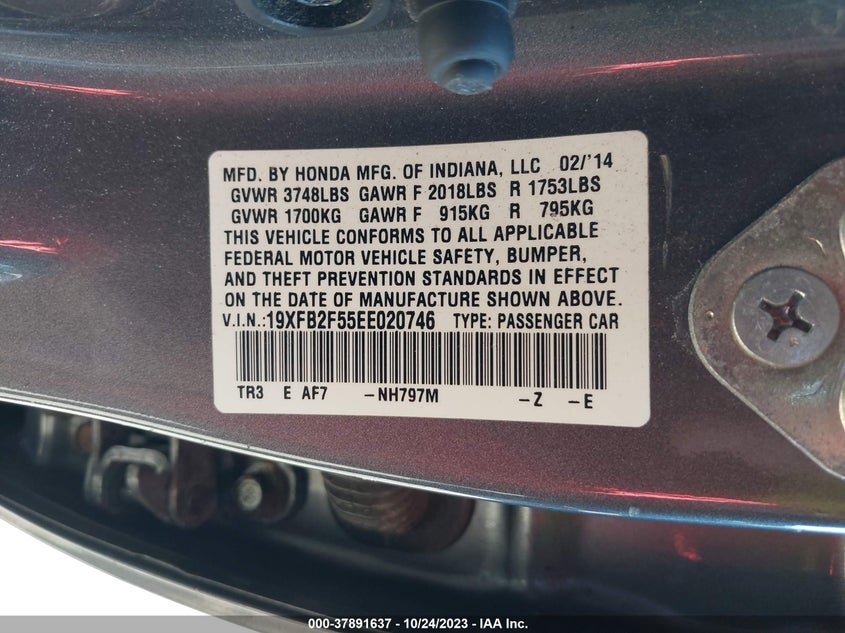 MFD. BY HONDA MFG. OF INDIANA, LLC 02/'14
GVWR 3748LBS GAWR F 2018LBS R 1753LBS
GVWR 1700KG GAWR F 915KG R 795KG
THIS VEHICLE CONFORMS TO ALL APPLICABLE
FEDERAL MOTOR VEHICLE SAFETY, BUMPER,
AND THEFT PREVENTION STANDARDS IN EFFECT
ON THE DATE OF MANUFACTURE SHOWN ABOVE.
V.I.N.:19XFB2F55EE020746 TYPE: PASSENGER CAR
TR3 E AF7 -NH797M -Z -E
000-37891637 - 10/24/2023 - IAA Inc.